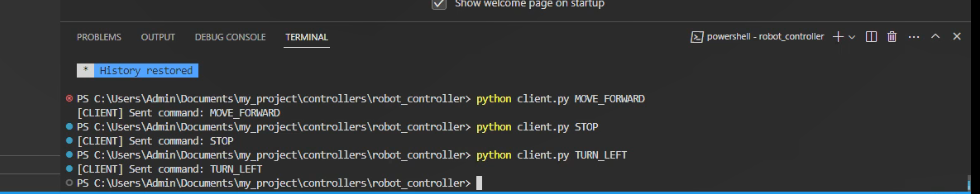 Show welcome page on startup
PROBLEMS OUTPUT DEBUG CONSOLE TERMINAL powershell - robot_controller
* History restored
PS C:\Users\Admin\Documents\my_project\controllers\robot_controller> python client.py MOVE_FORWARD
[CLIENT] Sent command: MOVE_FORWARD
PS C:\Users\Admin\Documents\my_project\controllers\robot_controller> python client.py STOP
[CLIENT] Sent command: STOP
PS C:\Users\Admin\Documents\my_project\controllers\robot_controller> python client.py TURN_LEFT
[CLIENT] Sent command: TURN_LEFT
PS C:\Users\Admin\Documents\my_project\controllers\robot_controller>